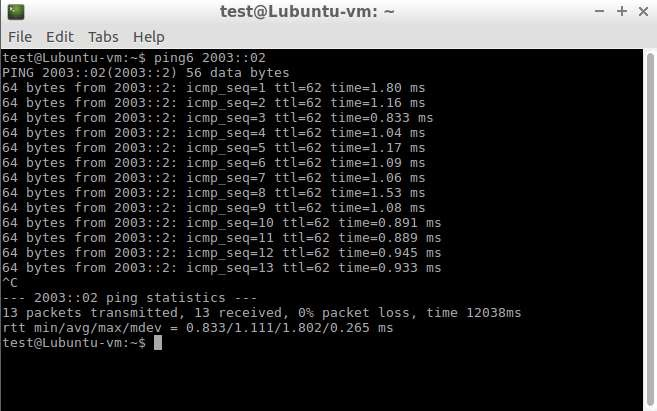 test@Lubuntu-vm: ~
File Edit Tabs Help
test@Lubuntu-vm:~$ ping6 2003::02
PING 2003::02(2003::2) 56 data bytes
64 bytes from 2003::2: icmp_seq=1 ttl=62 time=1.80 ms
64 bytes from 2003::2: icmp_seq=2 ttl=62 time=1.16 ms
64 bytes from 2003::2: icmp_seq=3 ttl=62 time=0.833 ms
64 bytes from 2003::2: icmp_seq=4 ttl=62 time=1.04 ms
64 bytes from 2003::2: icmp_seq=5 ttl=62 time=1.17 ms
64 bytes from 2003::2: icmp_seq=6 ttl=62 time=1.09 ms
64 bytes from 2003::2: icmp_seq=7 ttl=62 time=1.06 ms
64 bytes from 2003::2: icmp_seq=8 ttl=62 time=1.53 ms
64 bytes from 2003::2: icmp_seq=9 ttl=62 time=1.08 ms
64 bytes from 2003::2: icmp_seq=10 ttl=62 time=0.891 ms
64 bytes from 2003::2: icmp_seq=11 ttl=62 time=0.889 ms
64 bytes from 2003::2: icmp_seq=12 ttl=62 time=0.945 ms
64 bytes from 2003::2: icmp_seq=13 ttl=62 time=0.933 ms
^C
--- 2003::02 ping statistics ---
13 packets transmitted, 13 received, 0% packet loss, time 12038ms
rtt min/avg/max/mdev = 0.833/1.111/1.802/0.265 ms
test@Lubuntu-vm:~$